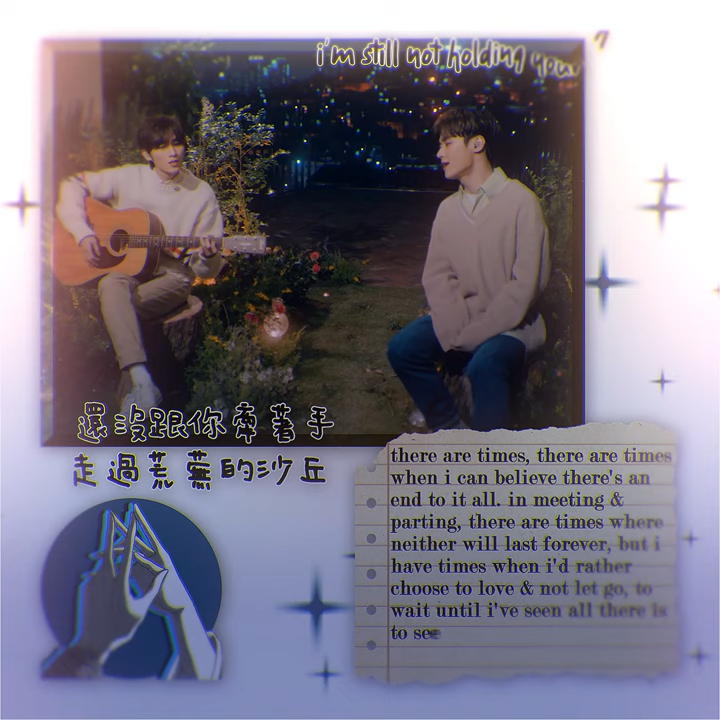 i'm still not holding your
還沒跟你牽著手
走過荒蕪的沙丘
there are times, there are times
when i can believe there's an
end to it all. in meeting &
parting, there are times where
neither will last forever, but i
have times when i'd rather
choose to love & not let go, to
wait until i've seen all there is
to see